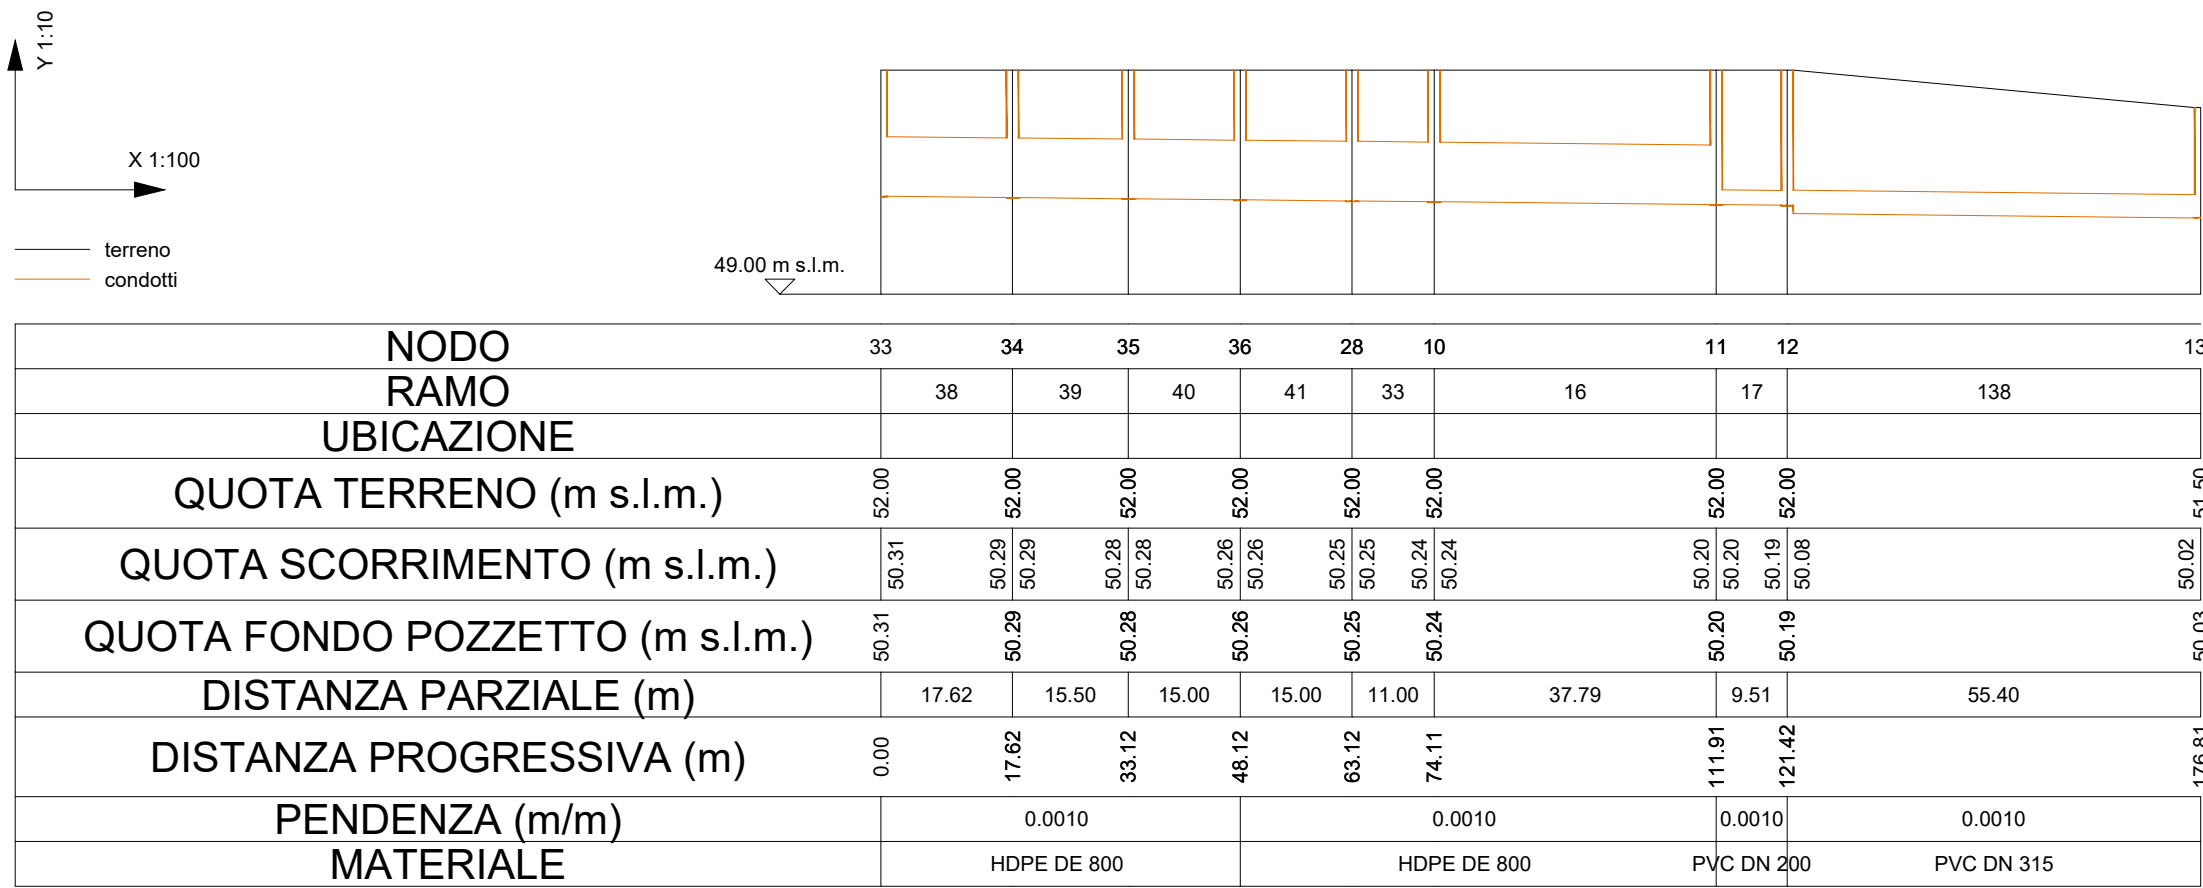 Y 1:10
X 1:100
terreno
condotti
49.00 m s.l.m.
NODO 33 34 35 36 28 10 11 12 13
RAMO 38 39 40 41 33 16 17 138
UBICAZIONE
QUOTA TERRENO (m s.l.m.) 52.00 52.00 52.00 52.00 52.00 52.00 52.00 52.00 51.50
QUOTA SCORRIMENTO (m s.l.m.) 50.31 50.29 50.29 50.28 50.28 50.26 50.26 50.25 50.25 50.24 50.24 50.20 50.20 50.19 50.08 50.02
QUOTA FONDO POZZETTO (m s.l.m.) 50.31 50.29 50.28 50.26 50.25 50.24 50.20 50.19 50.03
DISTANZA PARZIALE (m) 17.62 15.50 15.00 15.00 11.00 37.79 9.51 55.40
DISTANZA PROGRESSIVA (m) 0.00 17.62 33.12 48.12 63.12 74.11 111.91 121.42 176.81
PENDENZA (m/m) 0.0010 0.0010 0.0010 0.0010
MATERIALE HDPE DE 800 HDPE DE 800 PVC DN 200 PVC DN 315